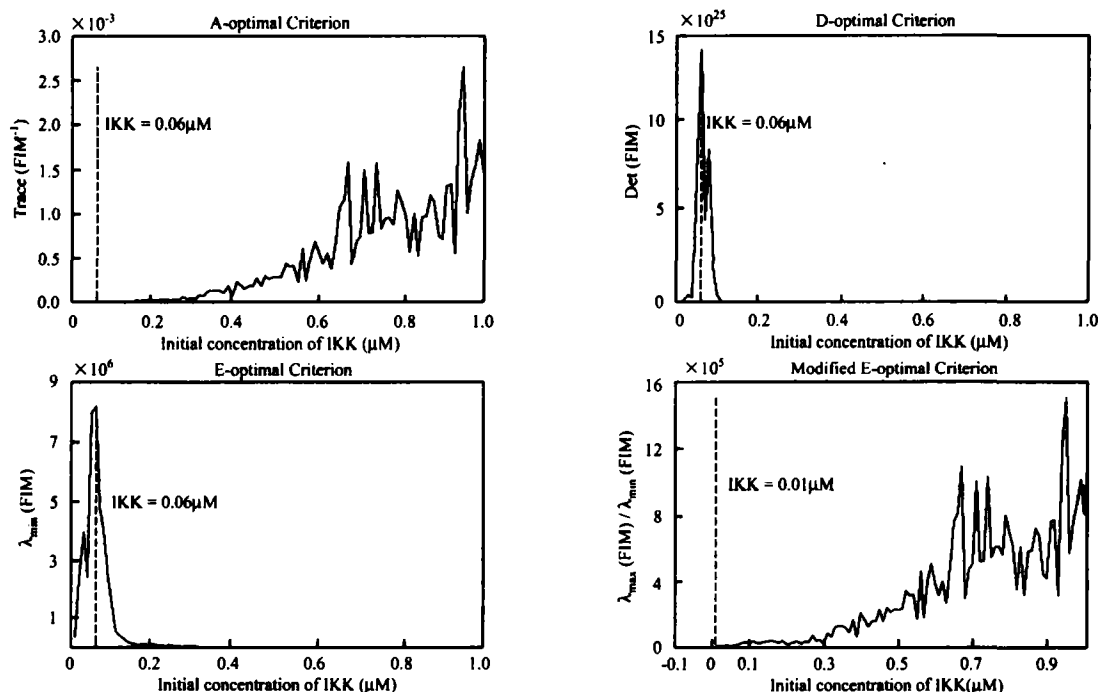 ×10⁻³ A-optimal Criterion
3.0
2.5
2.0
1.5
1.0
0.5
0.0
Trace (FIM⁻¹)
IKK = 0.06μM
0 0.2 0.4 0.6 0.8 1.0
Initial concentration of IKK (μM)
×10²⁵ D-optimal Criterion
15
10
5
0
Det (FIM)
IKK = 0.06μM
0 0.2 0.4 0.6 0.8 1.0
Initial concentration of IKK (μM)
×10⁶ E-optimal Criterion
9
7
5
3
1
λmin (FIM)
IKK = 0.06μM
0 0.2 0.4 0.6 0.8 1.0
Initial concentration of IKK (μM)
×10⁵ Modified E-optimal Criterion
16
12
8
4
0
λmax (FIM) / λmin (FIM)
IKK = 0.01μM
-0.1 0 0.1 0.3 0.5 0.7 0.9
Initial concentration of IKK(μM)